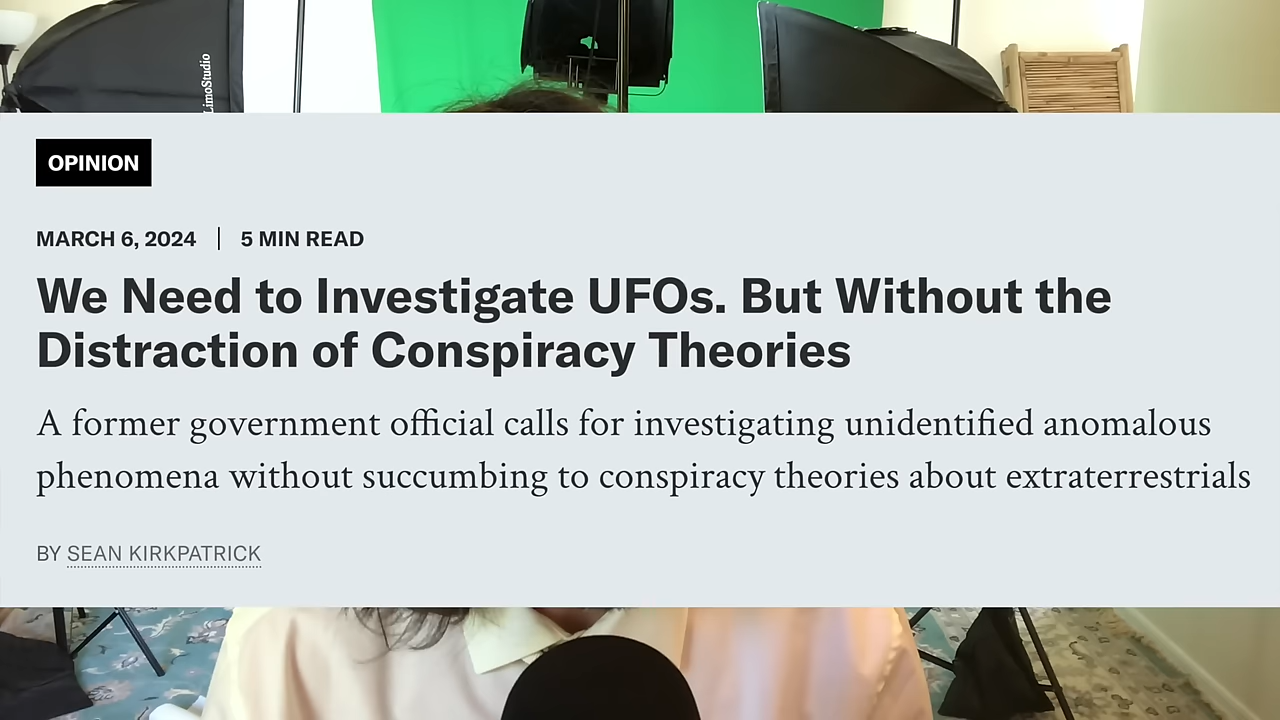 LimoStudio
OPINION
MARCH 6, 2024 | 5 MIN READ
We Need to Investigate UFOs. But Without the
Distraction of Conspiracy Theories
A former government official calls for investigating unidentified anomalous
phenomena without succumbing to conspiracy theories about extraterrestrials
BY SEAN KIRKPATRICK